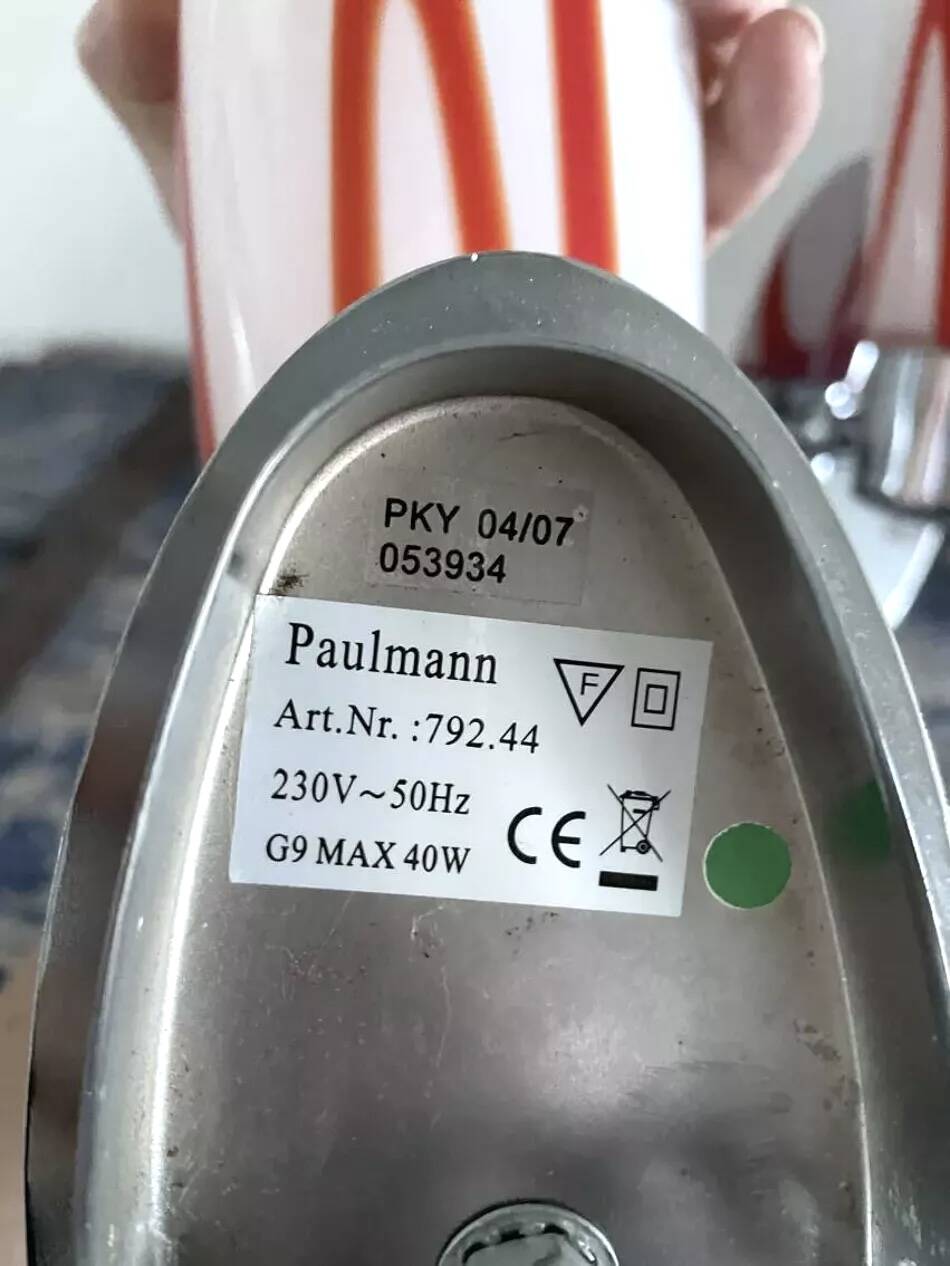 PKY 04/07
053934
Paulmann
F
Art.Nr. :792.44
230V~50Hz
CE
G9 MAX 40W